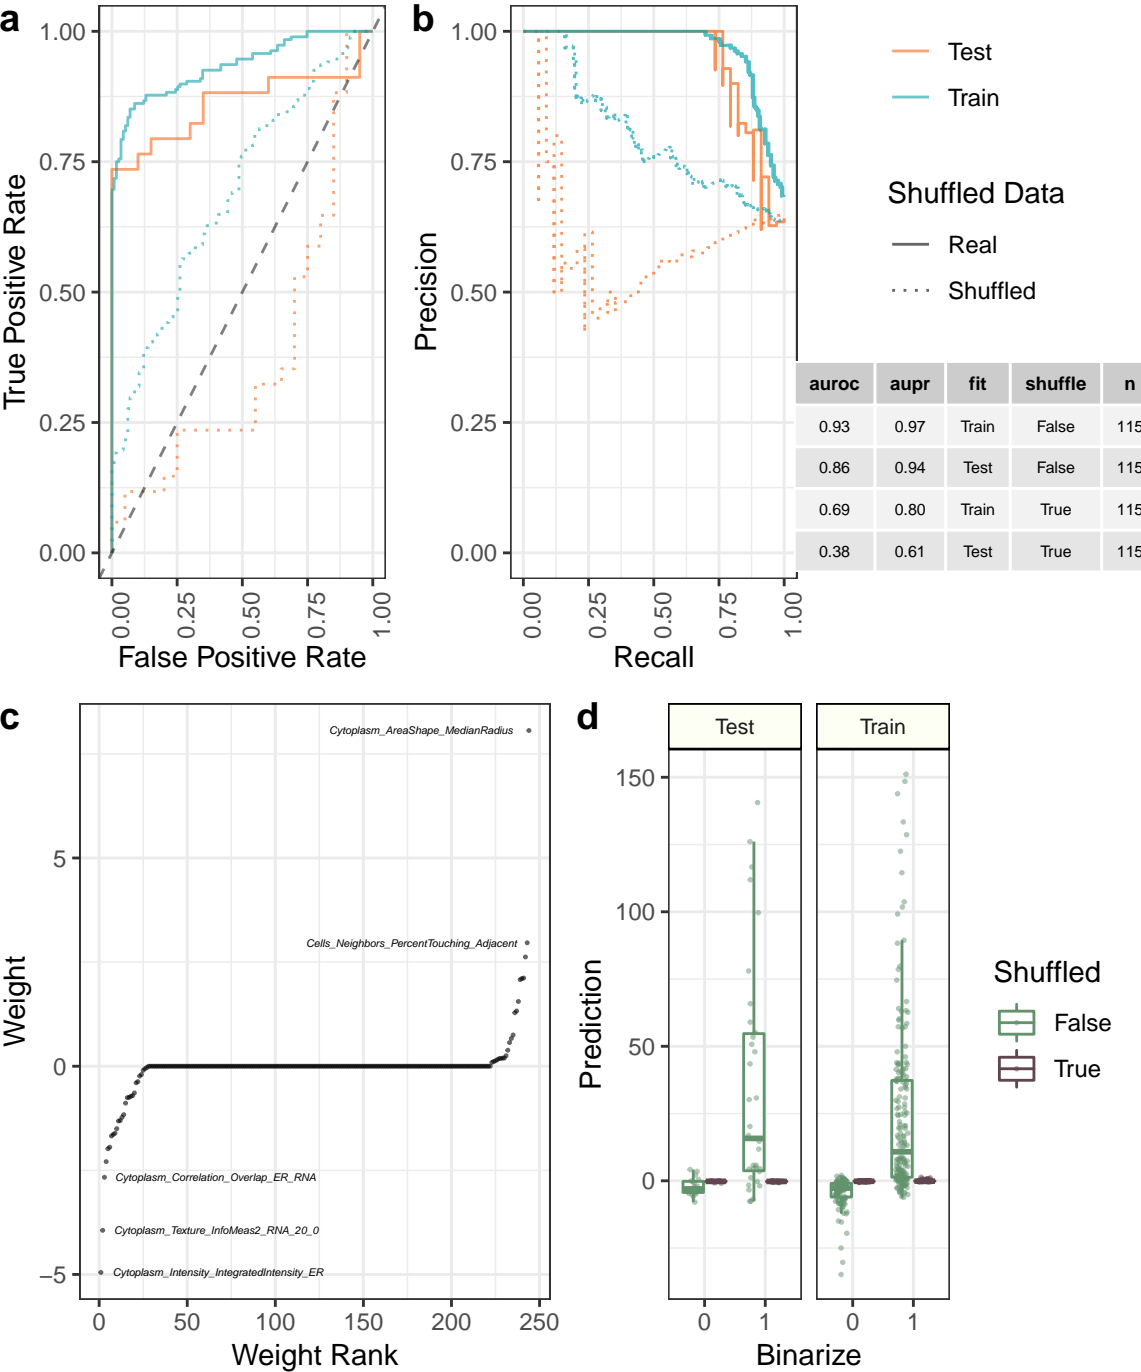 a
1.00
0.75
0.50
0.25
0.00
True Positive Rate
0.00
0.25
0.50
0.75
1.00
False Positive Rate
b
1.00
0.75
0.50
0.25
0.00
Precision
0.00
0.25
0.50
0.75
1.00
Recall
Test
Train
Shuffled Data
Real
Shuffled
auroc aupr fit shuffle n
0.93 0.97 Train False 115
0.86 0.94 Test False 115
0.69 0.80 Train True 115
0.38 0.61 Test True 115
c
Cytoplasm_AreaShape_MedianRadius
Cells_Neighbors_PercentTouching_Adjacent
Cytoplasm_Correlation_Overlap_ER_RNA
Cytoplasm_Texture_InfoMeas2_RNA_20_0
Cytoplasm_Intensity_IntegratedIntensity_ER
5
0
−5
Weight
0 50 100 150 200 250
Weight Rank
d
Test Train
150
100
50
0
Prediction
0 1 0 1
Binarize
Shuffled
False
True